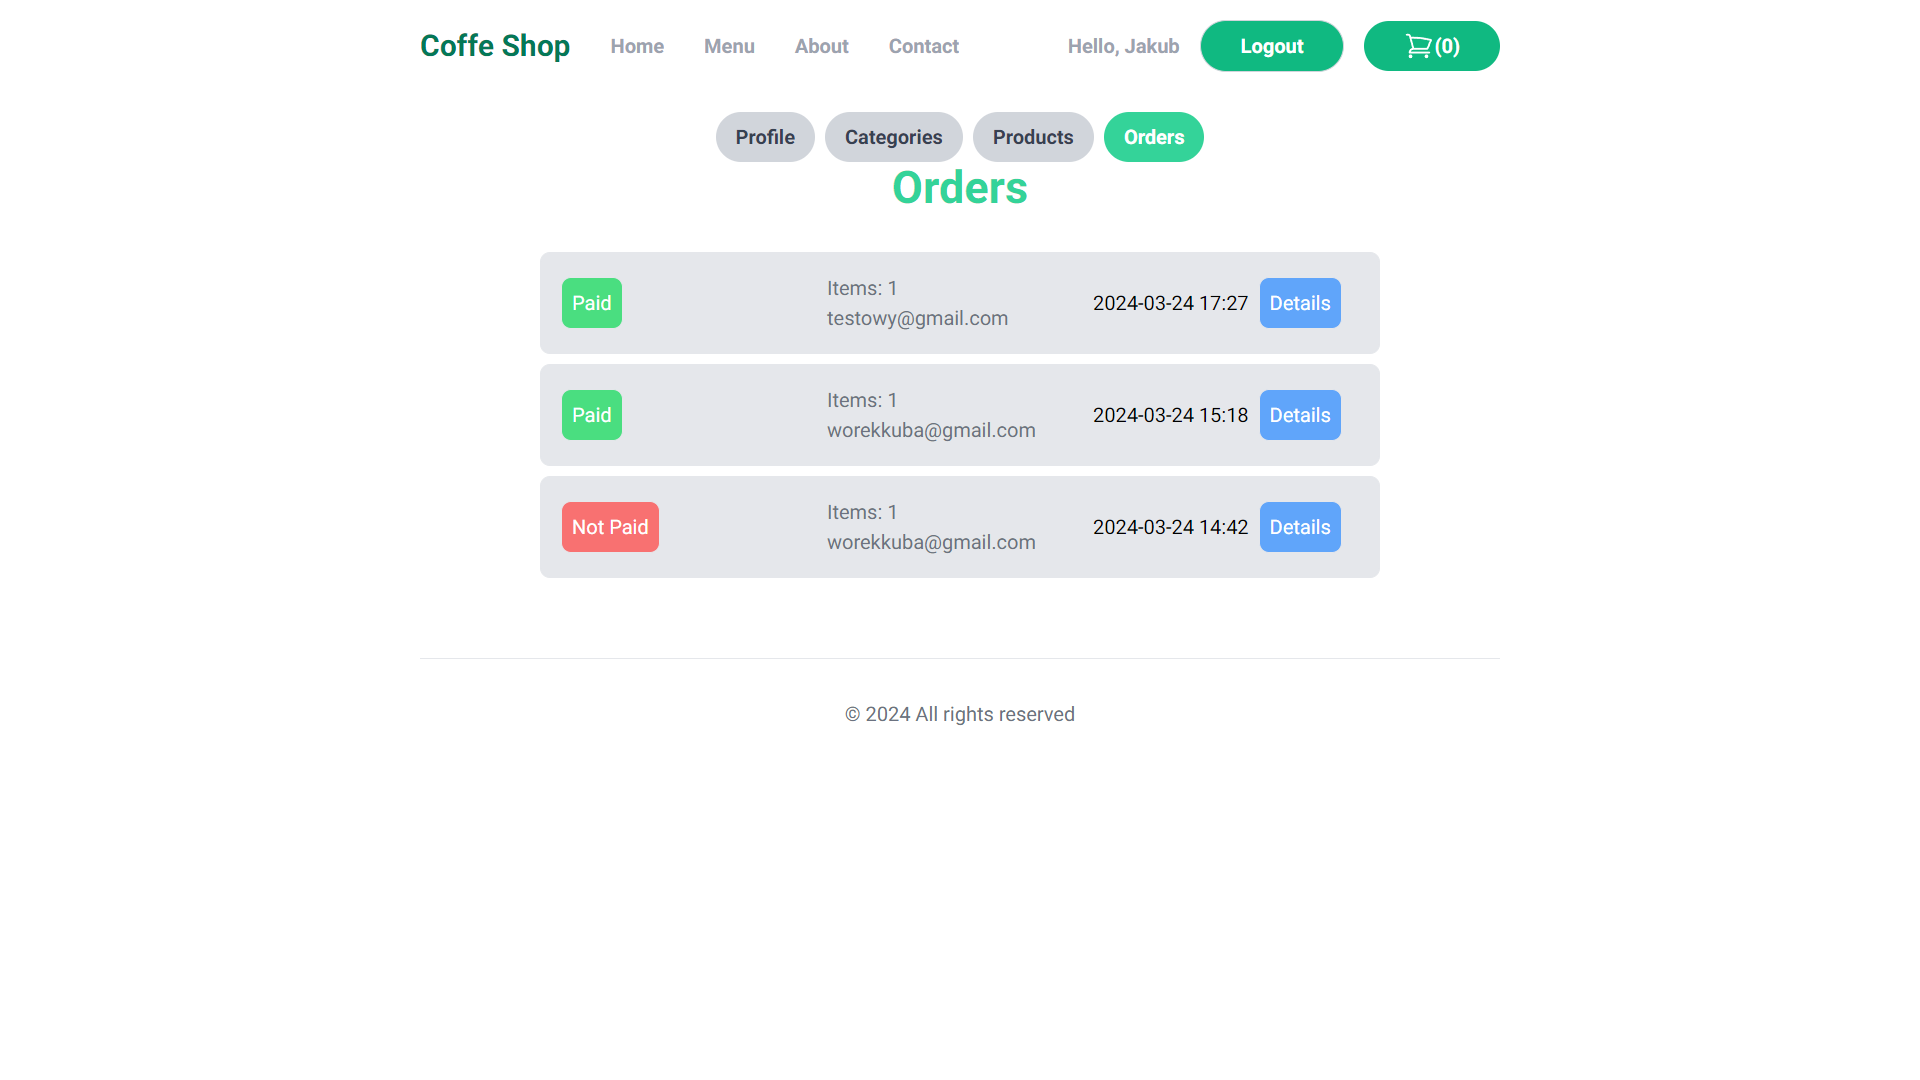 Coffe Shop Home Menu About Contact Hello, Jakub Logout (0)
Profile Categories Products Orders
Orders
Paid
Items: 1
testowy@gmail.com
2024-03-24 17:27
Details
Paid
Items: 1
worekkuba@gmail.com
2024-03-24 15:18
Details
Not Paid
Items: 1
worekkuba@gmail.com
2024-03-24 14:42
Details
© 2024 All rights reserved